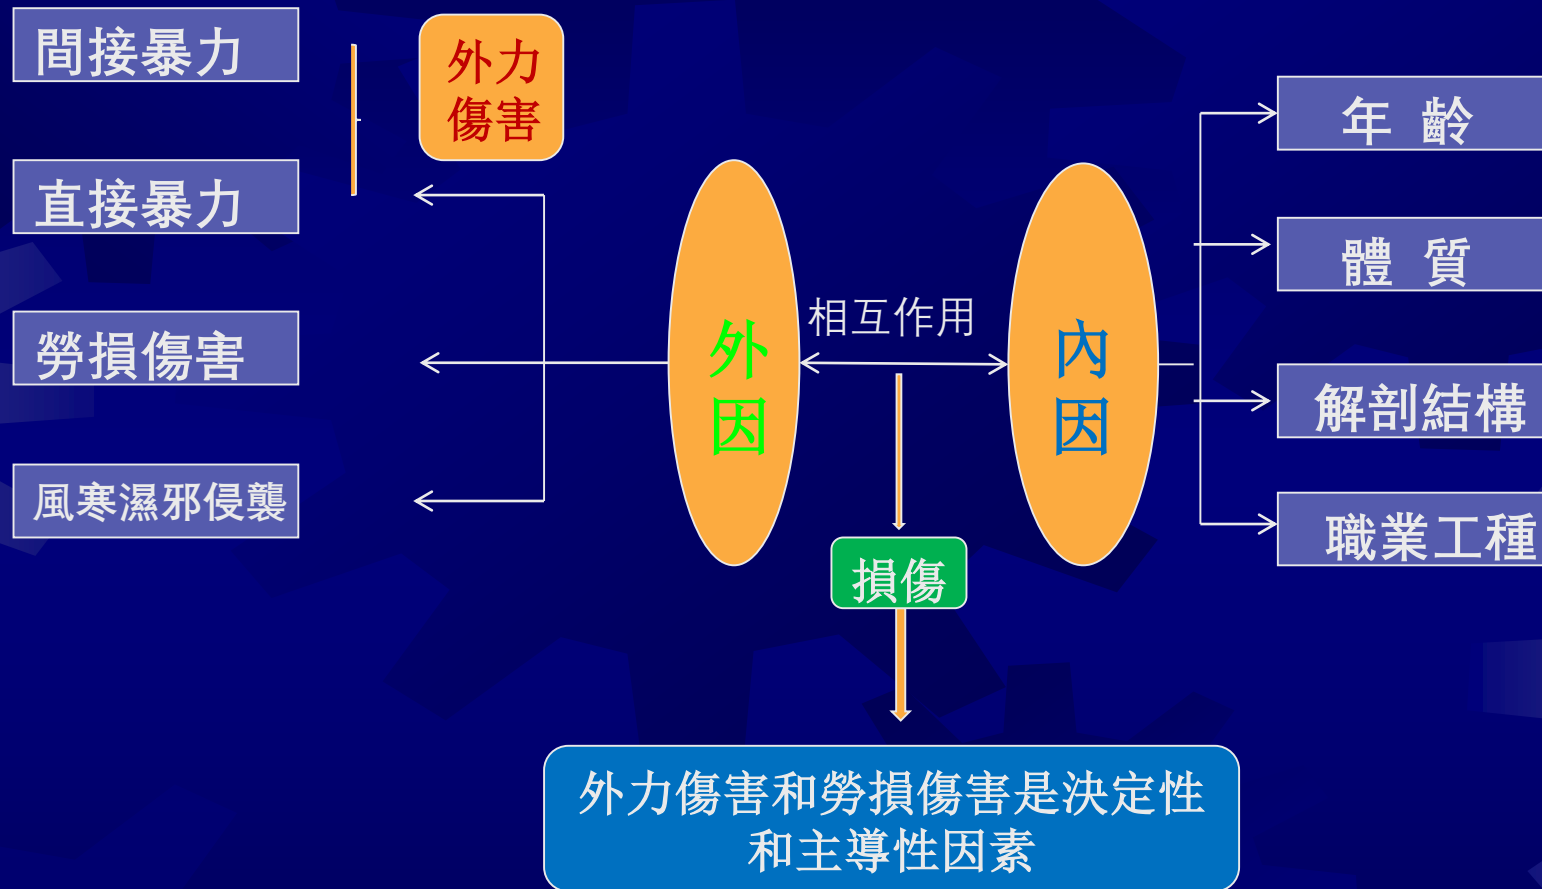 間接暴力
直接暴力
勞損傷害
風寒濕邪侵襲
外力
傷害
外
因
相互作用
內
因
年 齡
體 質
解剖結構
職業工種
損傷
外力傷害和勞損傷害是決定性
和主導性因素